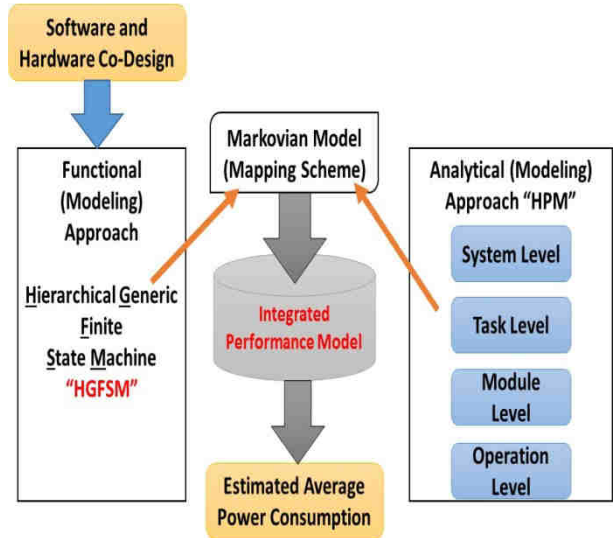 Software and
Hardware Co-Design
Functional
(Modeling)
Approach
Hierarchical Generic
Finite
State Machine
"HGFSM"
Markovian Model
(Mapping Scheme)
Integrated
Performance Model
Estimated Average
Power Consumption
Analytical (Modeling)
Approach "HPM"
System Level
Task Level
Module
Level
Operation
Level